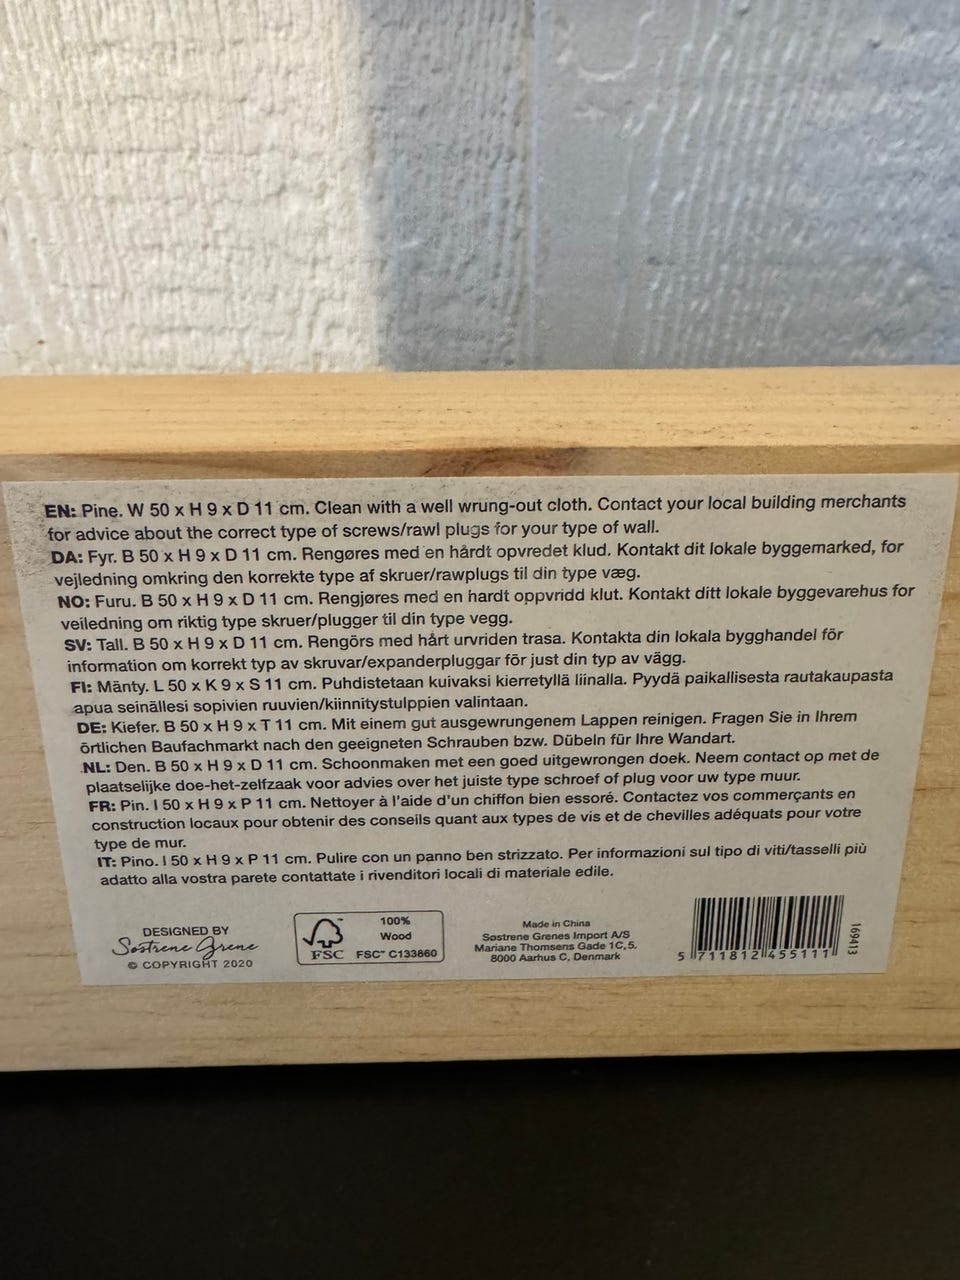 EN: Pine. W 50 x H 9 x D 11 cm. Clean with a well wrung-out cloth. Contact your local building merchants
for advice about the correct type of screws/rawl plugs for your type of wall.
DA: Fyr. B 50 x H 9 x D 11 cm. Rengøres med en hårdt opvredet klud. Kontakt dit lokale byggemarked, for
vejledning omkring den korrekte type af skruer/rawplugs til din type væg.
NO: Furu. B 50 x H 9 x D 11 cm. Rengjøres med en hardt oppvridd klut. Kontakt ditt lokale byggevarehus for
veiledning om riktig type skruer/plugger til din type vegg.
SV: Tall. B 50 x H 9 x D 11 cm. Rengörs med hårt urvriden trasa. Kontakta din lokala bygghandel för
information om korrekt typ av skruvar/expanderpluggar för just din typ av vägg.
FI: Mänty. L 50 x K 9 x S 11 cm. Puhdistetaan kuivaksi kierretyllä liinalla. Pyydä paikallisesta rautakaupasta
apua seinällesi sopivien ruuvien/kiinnitystulppien valintaan.
DE: Kiefer. B 50 x H 9 x T 11 cm. Mit einem gut ausgewrungenem Lappen reinigen. Fragen Sie in Ihrem
örtlichen Baufachmarkt nach den geeigneten Schrauben bzw. Dübeln für Ihre Wandart.
NL: Den. B 50 x H 9 x D 11 cm. Schoonmaken met een goed uitgewrongen doek. Neem contact op met de
plaatselijke doe-het-zelfzaak voor advies over het juiste type schroef of plug voor uw type muur.
FR: Pin. l 50 x H 9 x P 11 cm. Nettoyer à l'aide d'un chiffon bien essoré. Contactez vos commerçants en
construction locaux pour obtenir des conseils quant aux types de vis et de chevilles adéquats pour votre
type de mur.
IT: Pino. l 50 x H 9 x P 11 cm. Pulire con un panno ben strizzato. Per informazioni sul tipo di viti/tasselli più
adatto alla vostra parete contattate i rivenditori locali di materiale edile.
DESIGNED BY
Søstrene Grene
© COPYRIGHT 2020
FSC
100%
Wood
FSC™ C133860
Made in China
Søstrene Grenes Import A/S
Mariane Thomsens Gade 1C, 5.
8000 Aarhus C, Denmark
5 711812 455111
169413